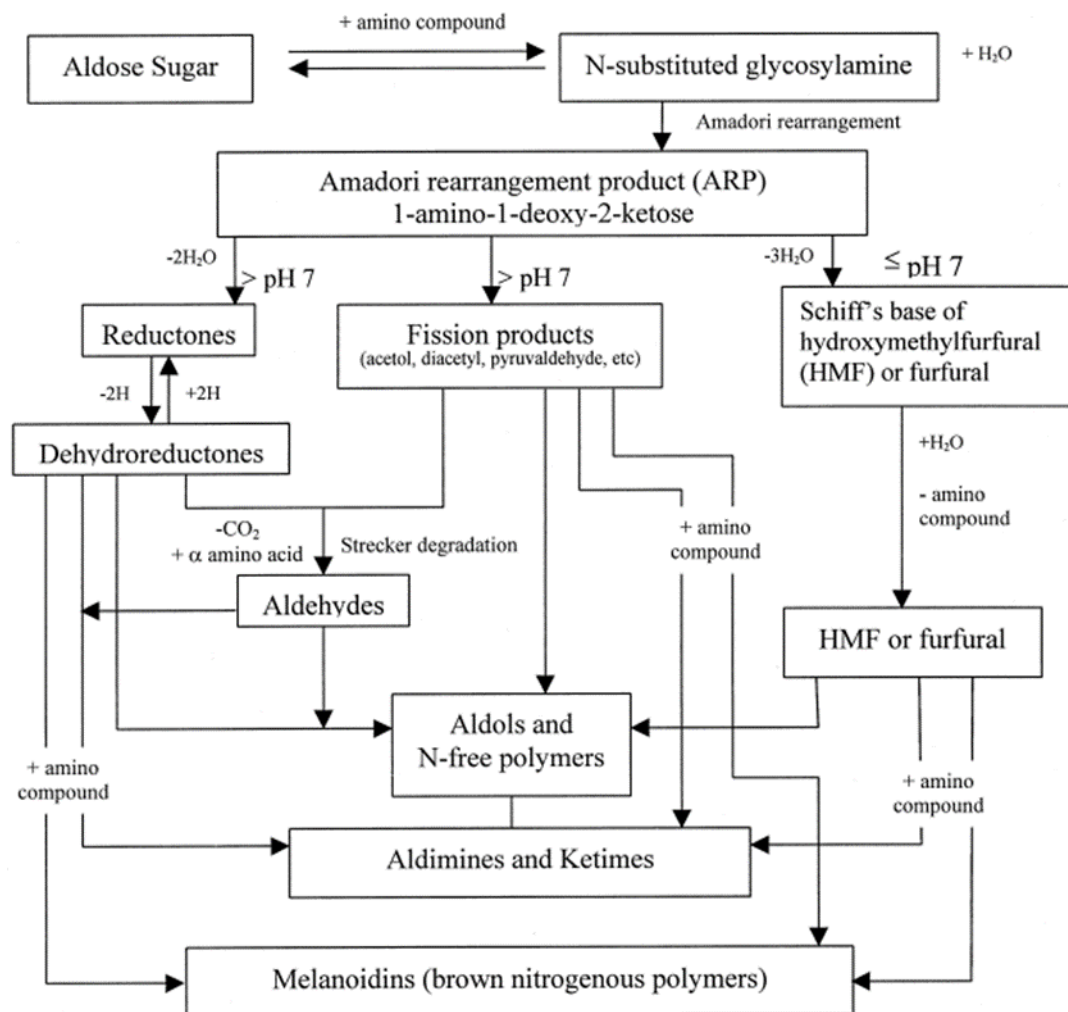 + amino compound
Aldose Sugar
N-substituted glycosylamine
+ H₂O
Amadori rearrangement
Amadori rearrangement product (ARP)
1-amino-1-deoxy-2-ketose
-2H₂O
> pH 7
> pH 7
-3H₂O
≤ pH 7
Reductones
Fission products
(acetol, diacetyl, pyruvaldehyde, etc)
Schiff's base of
hydroxymethylfurfural
(HMF) or furfural
-2H
+2H
Dehydroreductones
+H₂O
- amino
compound
-CO₂
+ α amino acid
Strecker degradation
+ amino
compound
Aldehydes
HMF or furfural
Aldols and
N-free polymers
+ amino
compound
+ amino
compound
Aldimines and Ketimes
Melanoidins (brown nitrogenous polymers)